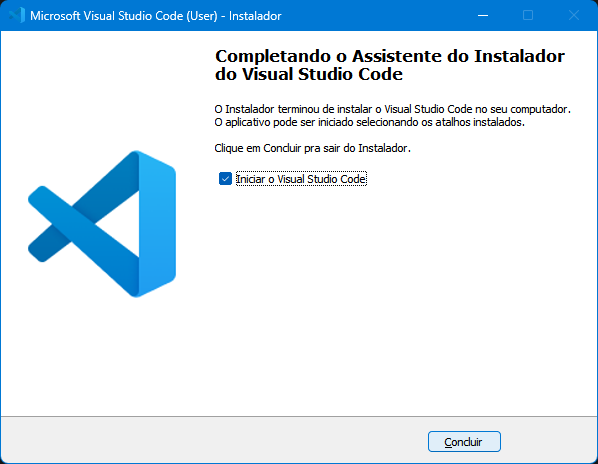 Microsoft Visual Studio Code (User) - Instalador
Completando o Assistente do Instalador
do Visual Studio Code
O Instalador terminou de instalar o Visual Studio Code no seu computador.
O aplicativo pode ser iniciado selecionando os atalhos instalados.
Clique em Concluir pra sair do Instalador.
Iniciar o Visual Studio Code
Concluir